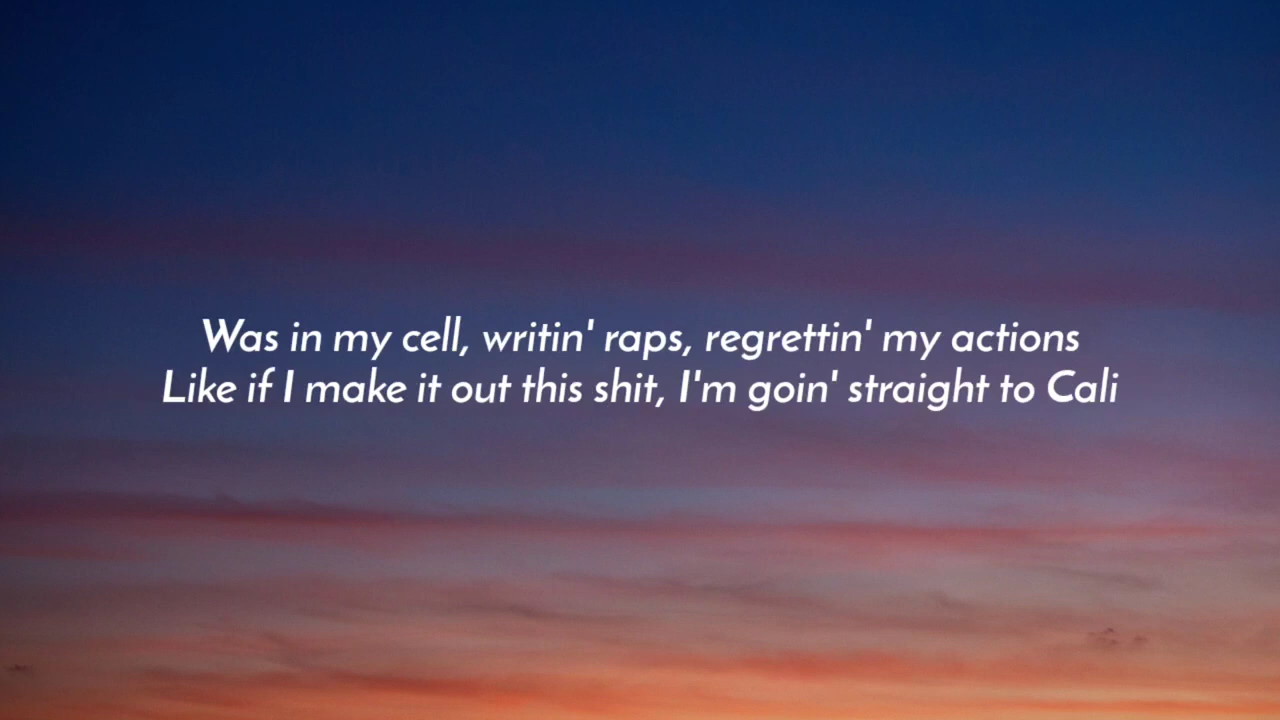 Was in my cell, writin' raps, regrettin' my actions
Like if I make it out this shit, I'm goin' straight to Cali